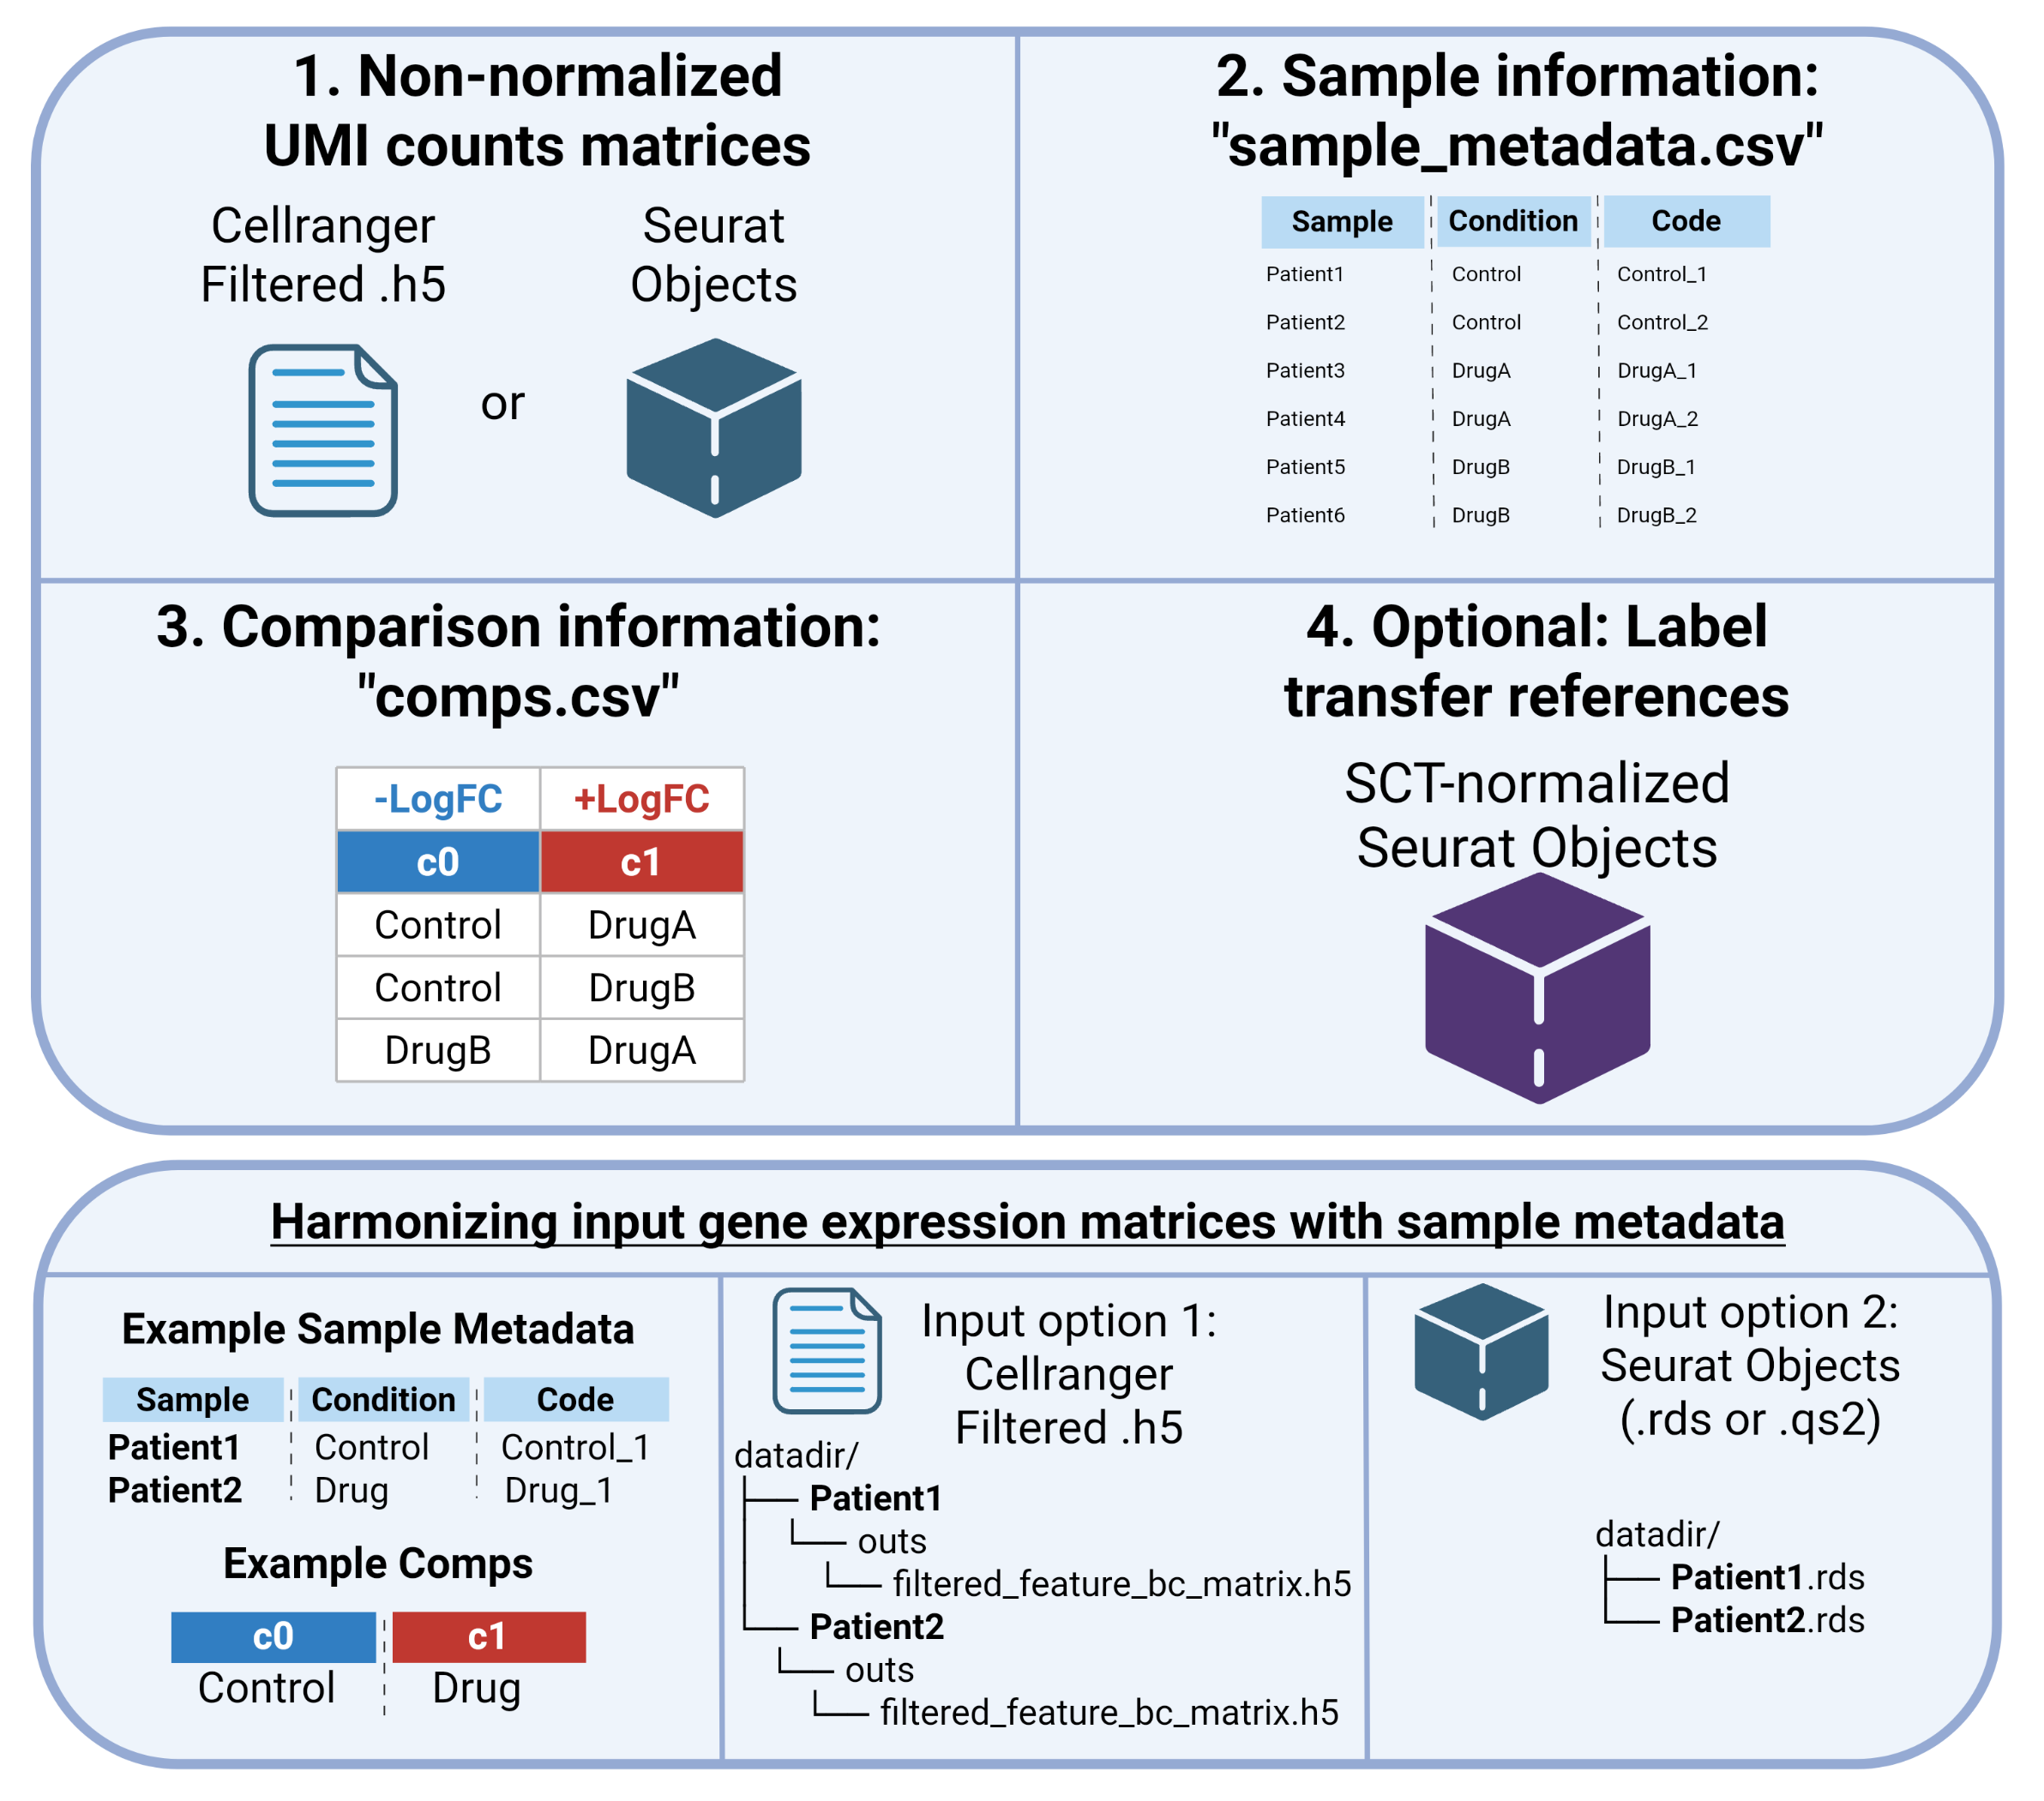 1. Non-normalized
UMI counts matrices
Cellranger
Filtered .h5
or
Seurat
Objects
2. Sample information:
"sample_metadata.csv"
Sample Condition Code
Patient1 Control Control_1
Patient2 Control Control_2
Patient3 DrugA DrugA_1
Patient4 DrugA DrugA_2
Patient5 DrugB DrugB_1
Patient6 DrugB DrugB_2
3. Comparison information:
"comps.csv"
-LogFC +LogFC
c0 c1
Control DrugA
Control DrugB
DrugB DrugA
4. Optional: Label
transfer references
SCT-normalized
Seurat Objects
Harmonizing input gene expression matrices with sample metadata
Example Sample Metadata
Sample Condition Code
Patient1 Control Control_1
Patient2 Drug Drug_1
Example Comps
c0 c1
Control Drug
Input option 1:
Cellranger
Filtered .h5
datadir/
Patient1
outs
filtered_feature_bc_matrix.h5
Patient2
outs
filtered_feature_bc_matrix.h5
Input option 2:
Seurat Objects
(.rds or .qs2)
datadir/
Patient1.rds
Patient2.rds